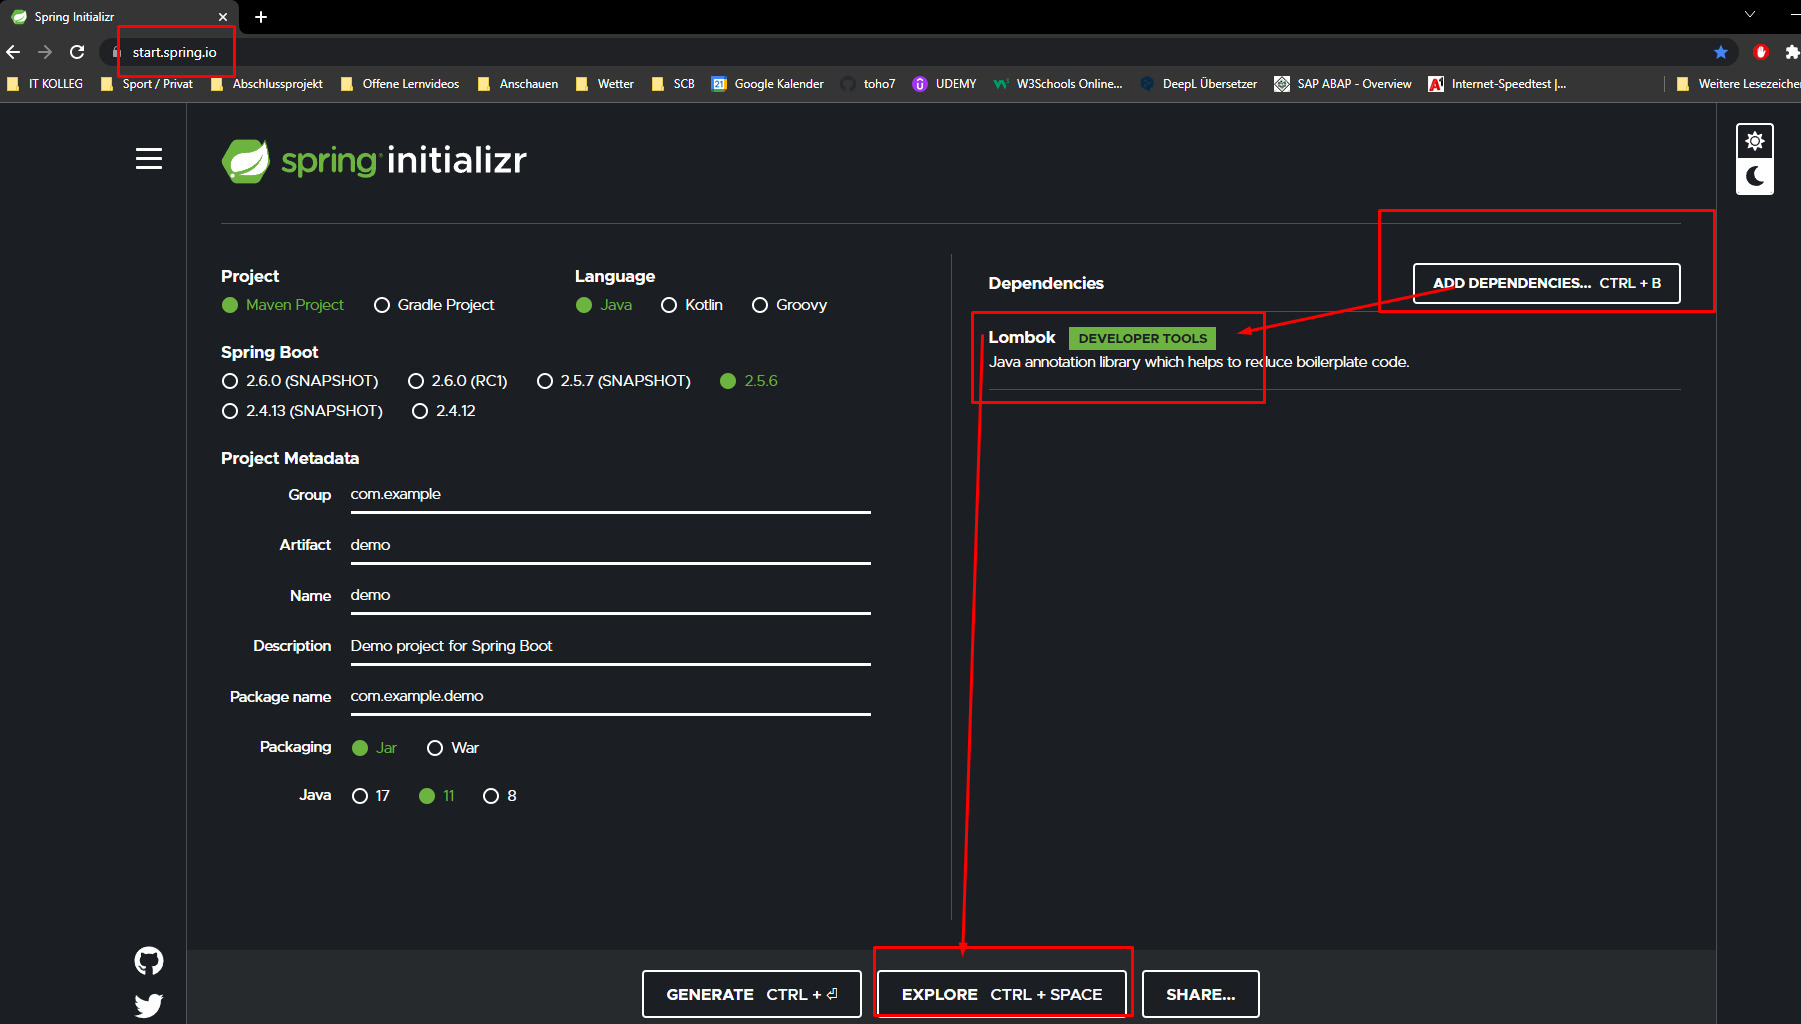 Spring Initializr
start.spring.io
IT KOLLEG Sport / Privat Abschlussprojekt Offene Lernvideos Anschauen Wetter SCB Google Kalender toho7 UDEMY W3Schools Online... DeepL Übersetzer SAP ABAP - Overview Internet-Speedtest |... Weitere Lesezeichen
spring initializr
Project
Maven Project Gradle Project
Language
Java Kotlin Groovy
Spring Boot
2.6.0 (SNAPSHOT) 2.6.0 (RC1) 2.5.7 (SNAPSHOT) 2.5.6
2.4.13 (SNAPSHOT) 2.4.12
Project Metadata
Group com.example
Artifact demo
Name demo
Description Demo project for Spring Boot
Package name com.example.demo
Packaging Jar War
Java 17 11 8
Dependencies
ADD DEPENDENCIES... CTRL + B
Lombok DEVELOPER TOOLS
Java annotation library which helps to reduce boilerplate code.
GENERATE CTRL + ⏎
EXPLORE CTRL + SPACE
SHARE...